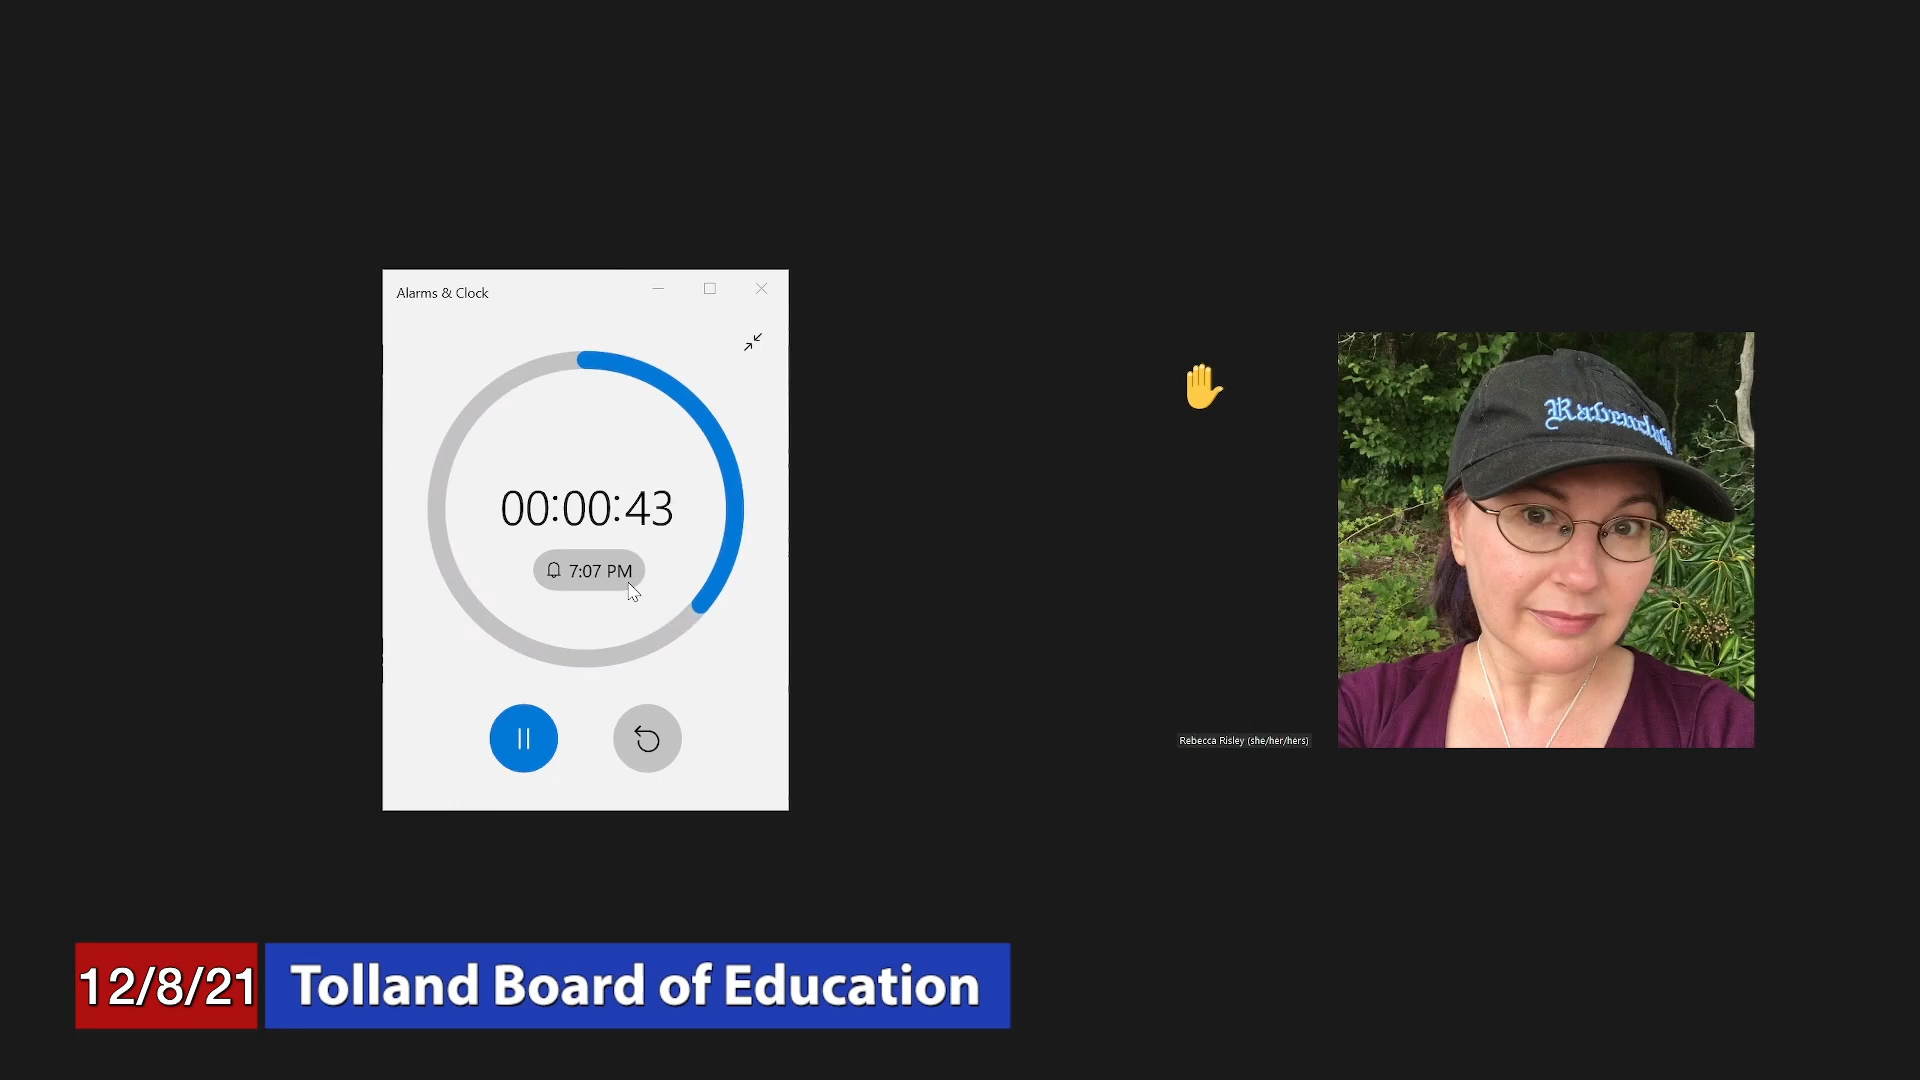 Alarms & Clock
00:00:43
7:07 PM
Ravenclaw
Rebecca Risley (she/her/hers)
12/8/21 Tolland Board of Education